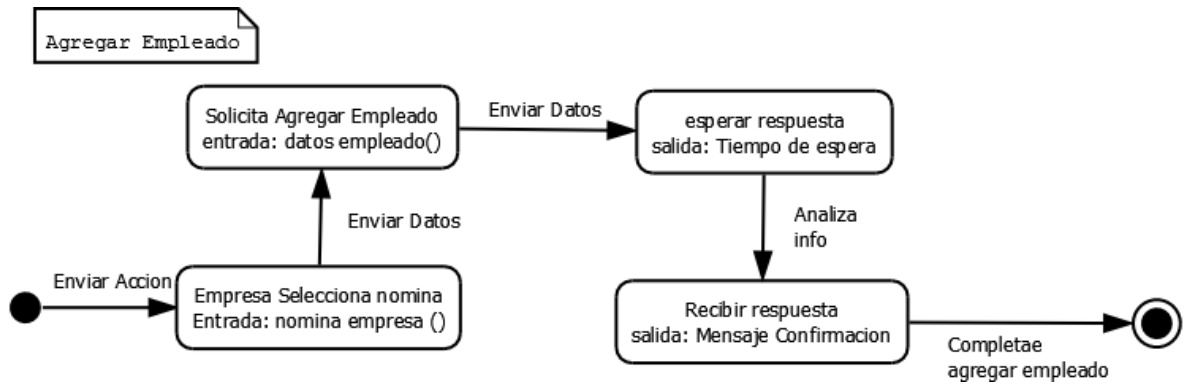 Agregar Empleado
Solicita Agregar Empleado
entrada: datos empleado()
Enviar Datos
esperar respuesta
salida: Tiempo de espera
Enviar Datos
Analiza
info
Enviar Accion
Empresa Selecciona nomina
Entrada: nomina empresa ()
Recibir respuesta
salida: Mensaje Confirmacion
Completae
agregar empleado